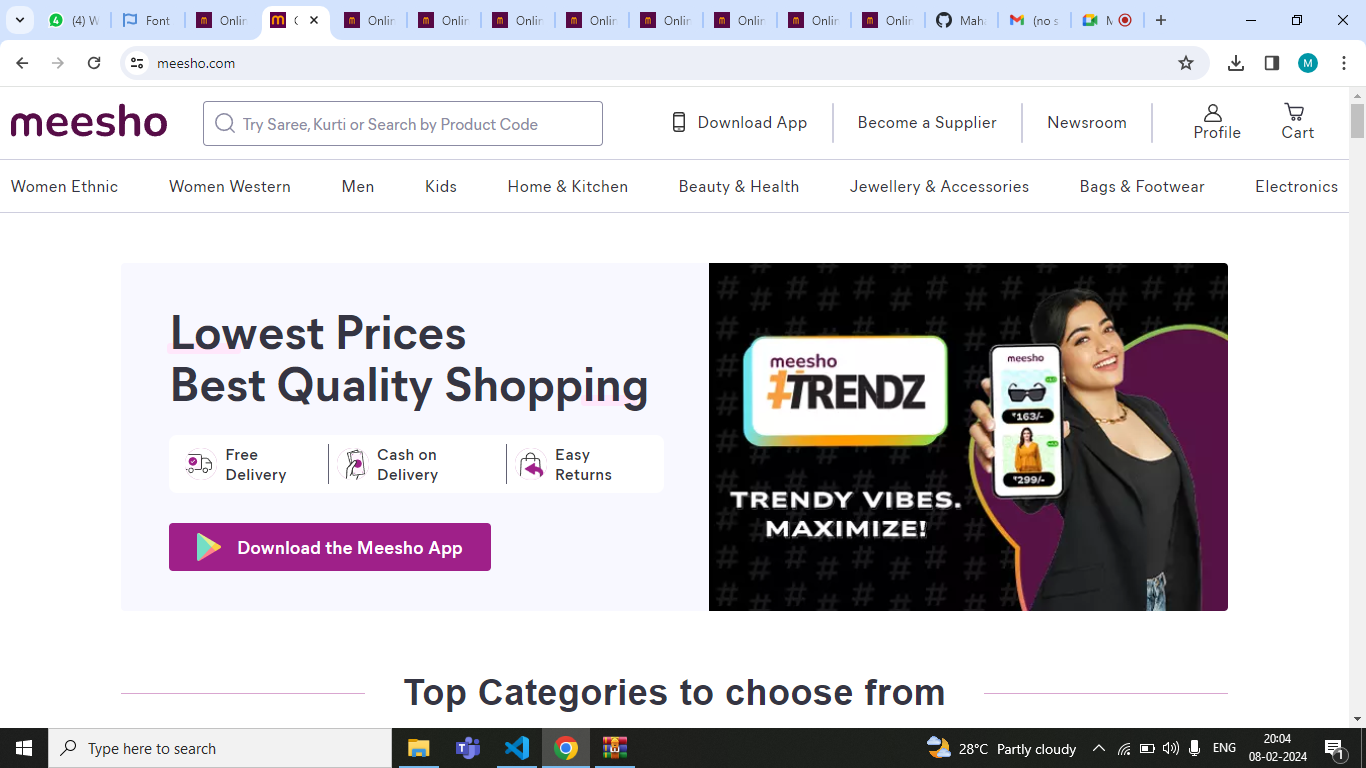 (4) W
Font
Onlin
Onlin
Onlin
Onlin
Onlin
Onlin
Onlin
Onlin
Onlin
Maha
(no s
M
meesho.com
M
meesho
Try Saree, Kurti or Search by Product Code
Download App
Become a Supplier
Newsroom
Profile
Cart
Women Ethnic
Women Western
Men
Kids
Home & Kitchen
Beauty & Health
Jewellery & Accessories
Bags & Footwear
Electronics
Lowest Prices
Best Quality Shopping
Free
Delivery
Cash on
Delivery
Easy
Returns
Download the Meesho App
meesho
#TRENDZ
TRENDY VIBES.
MAXIMIZE!
meesho
₹163/-
₹299/-
Top Categories to choose from
Type here to search
28°C Partly cloudy
ENG
20:04
08-02-2024
1